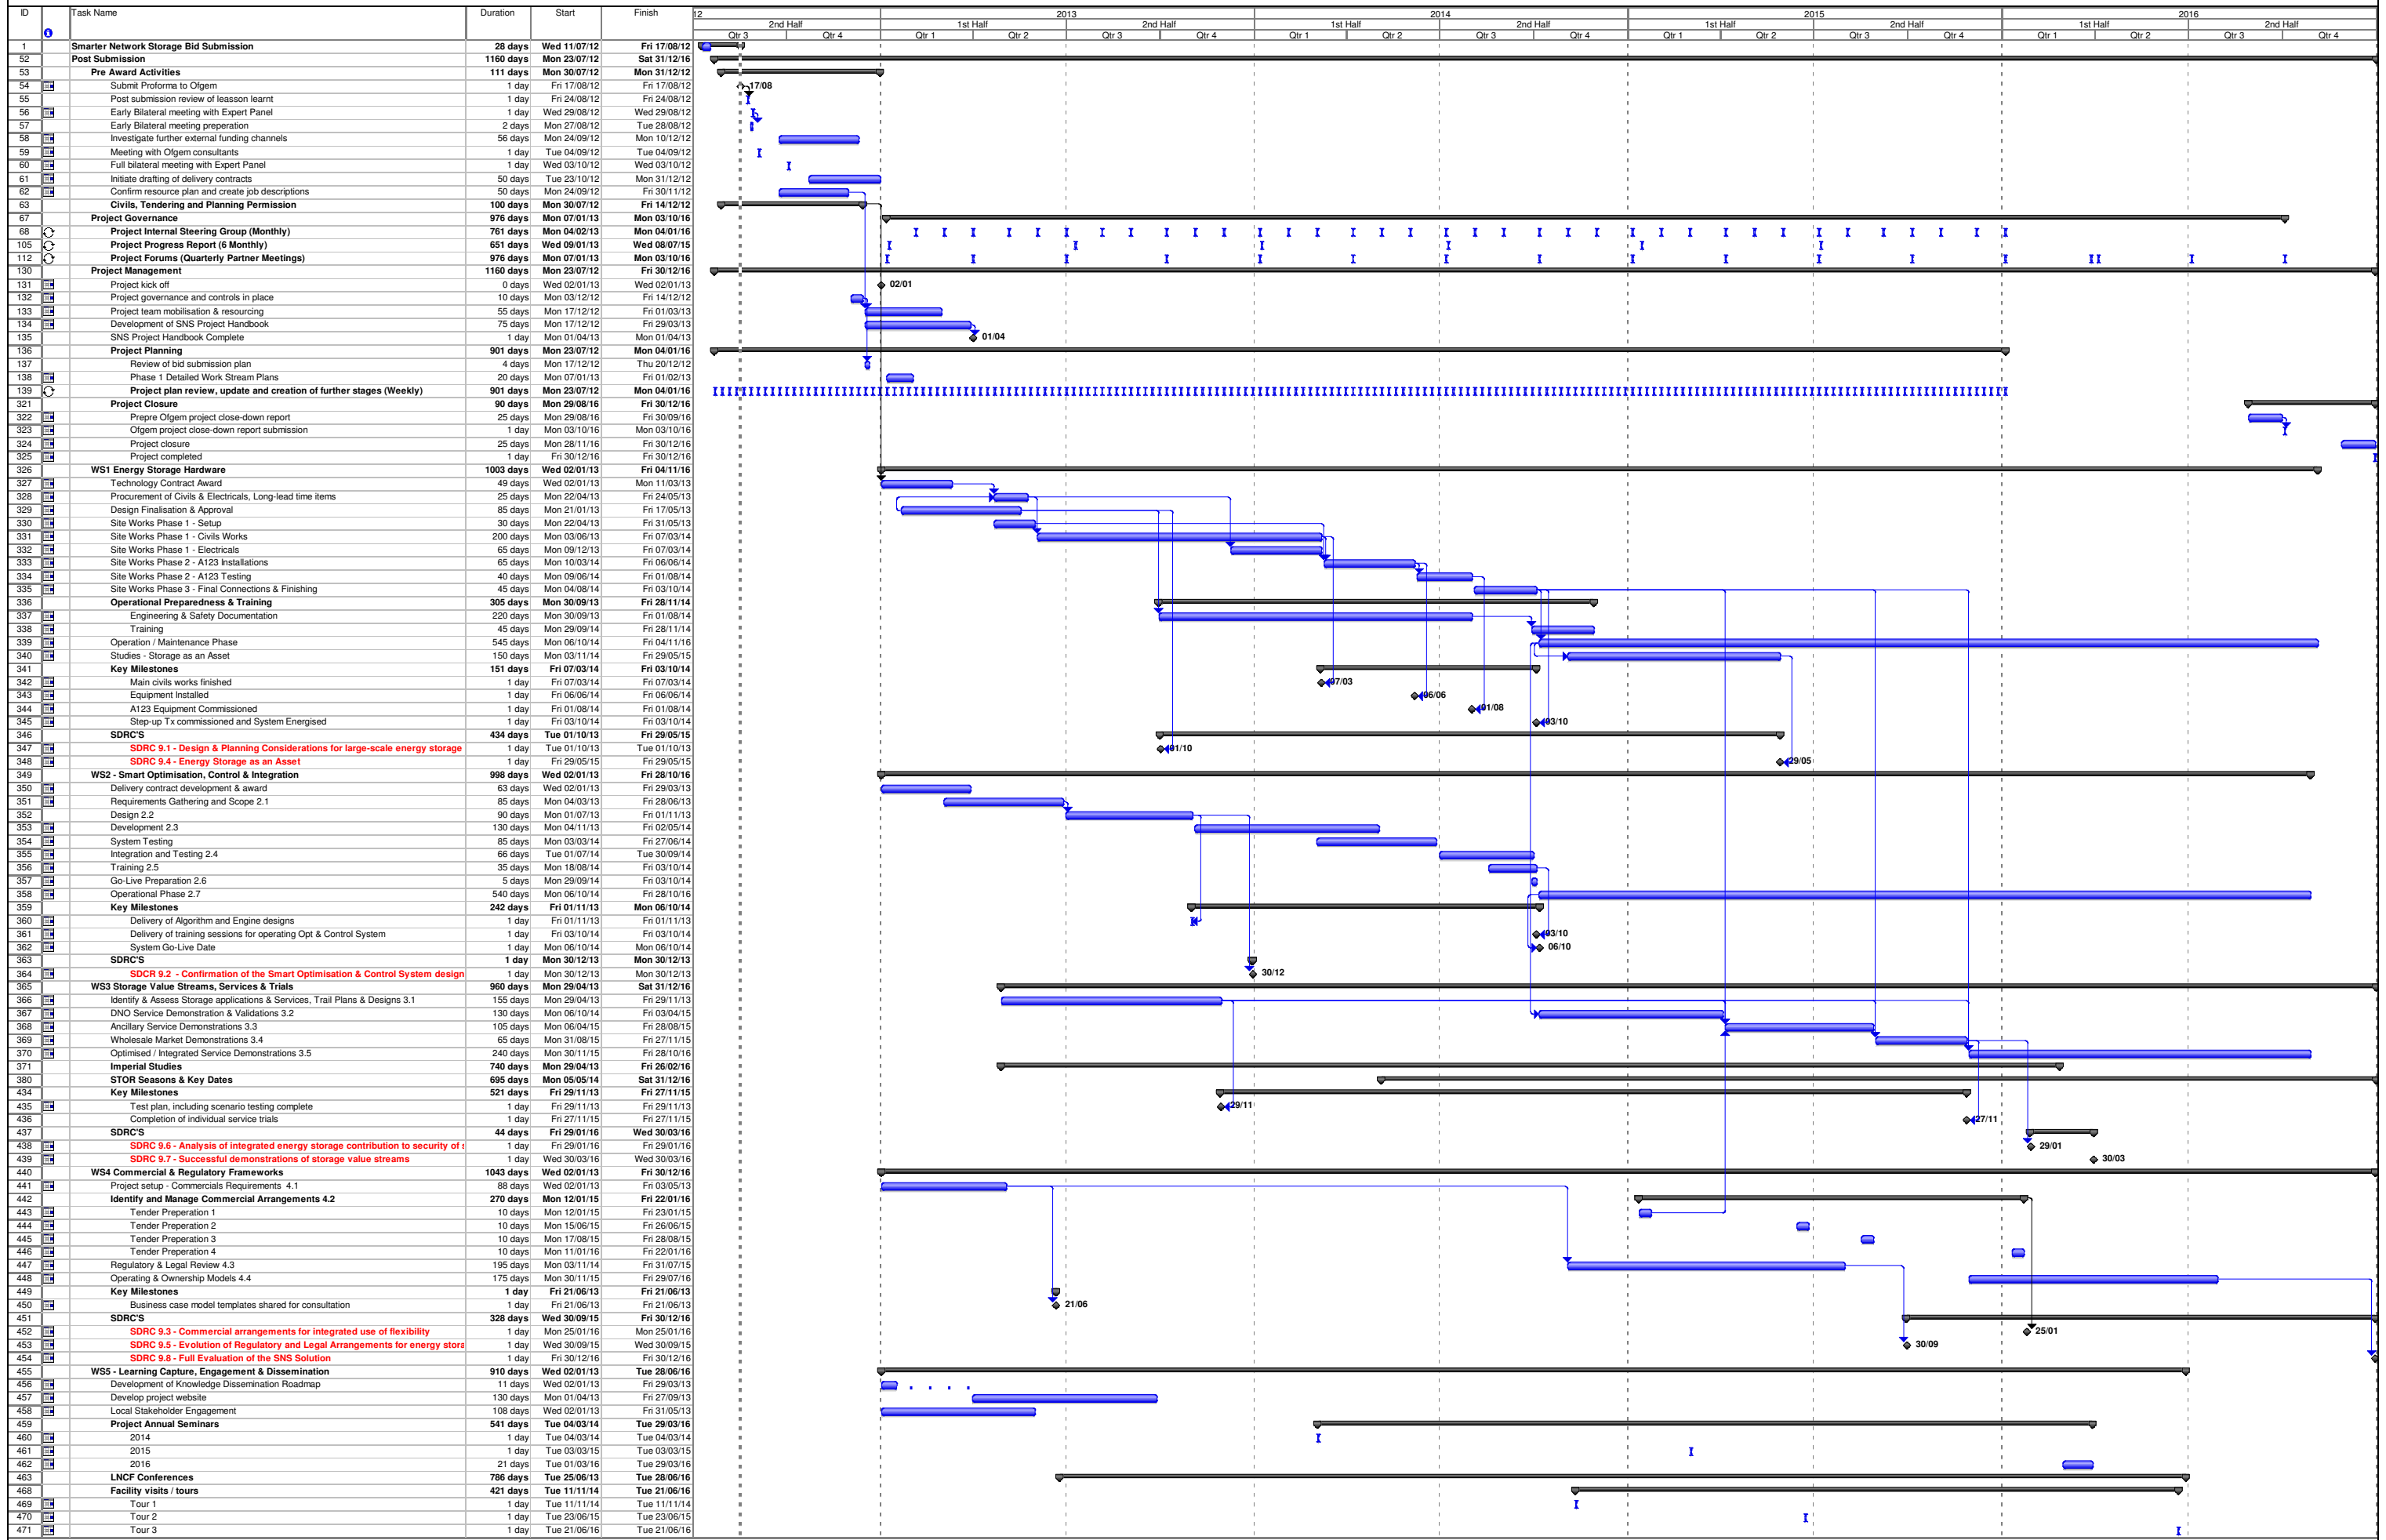 ID Task Name Duration Start Finish 12 2013 2014 2015 2016
2nd Half 1st Half 2nd Half 1st Half 2nd Half 1st Half 2nd Half 1st Half 2nd Half
Qtr 3 Qtr 4 Qtr 1 Qtr 2 Qtr 3 Qtr 4 Qtr 1 Qtr 2 Qtr 3 Qtr 4 Qtr 1 Qtr 2 Qtr 3 Qtr 4 Qtr 1 Qtr 2 Qtr 3 Qtr 4
1 Smarter Network Storage Bid Submission 28 days Wed 11/07/12 Fri 17/08/12
52 Post Submission 1160 days Mon 23/07/12 Sat 31/12/16
53 Pre Award Activities 111 days Mon 30/07/12 Mon 31/12/12
54 Submit Proforma to Ofgem 1 day Fri 17/08/12 Fri 17/08/12 17/08
55 Post submission review of leasson learnt 1 day Fri 24/08/12 Fri 24/08/12
56 Early Bilateral meeting with Expert Panel 1 day Wed 29/08/12 Wed 29/08/12
57 Early Bilateral meeting preperation 2 days Mon 27/08/12 Tue 28/08/12
58 Investigate further external funding channels 56 days Mon 24/09/12 Mon 10/12/12
59 Meeting with Ofgem consultants 1 day Tue 04/09/12 Tue 04/09/12
60 Full bilateral meeting with Expert Panel 1 day Wed 03/10/12 Wed 03/10/12
61 Initiate drafting of delivery contracts 50 days Tue 23/10/12 Mon 31/12/12
62 Confirm resource plan and create job descriptions 50 days Mon 24/09/12 Fri 30/11/12
63 Civils, Tendering and Planning Permission 100 days Mon 30/07/12 Fri 14/12/12
67 Project Governance 976 days Mon 07/01/13 Mon 03/10/16
68 Project Internal Steering Group (Monthly) 761 days Mon 04/02/13 Mon 04/01/16
105 Project Progress Report (6 Monthly) 651 days Wed 09/01/13 Wed 08/07/15
112 Project Forums (Quarterly Partner Meetings) 976 days Mon 07/01/13 Mon 03/10/16
130 Project Management 1160 days Mon 23/07/12 Fri 30/12/16
131 Project kick off 0 days Wed 02/01/13 Wed 02/01/13 02/01
132 Project governance and controls in place 10 days Mon 03/12/12 Fri 14/12/12
133 Project team mobilisation & resourcing 55 days Mon 17/12/12 Fri 01/03/13
134 Development of SNS Project Handbook 75 days Mon 17/12/12 Fri 29/03/13
135 SNS Project Handbook Complete 1 day Mon 01/04/13 Mon 01/04/13 01/04
136 Project Planning 901 days Mon 23/07/12 Mon 04/01/16
137 Review of bid submission plan 4 days Mon 17/12/12 Thu 20/12/12
138 Phase 1 Detailed Work Stream Plans 20 days Mon 07/01/13 Fri 01/02/13
139 Project plan review, update and creation of further stages (Weekly) 901 days Mon 23/07/12 Mon 04/01/16
321 Project Closure 90 days Mon 29/08/16 Fri 30/12/16
322 Prepre Ofgem project close-down report 25 days Mon 29/08/16 Fri 30/09/16
323 Ofgem project close-down report submission 1 day Mon 03/10/16 Mon 03/10/16
324 Project closure 25 days Mon 28/11/16 Fri 30/12/16
325 Project completed 1 day Fri 30/12/16 Fri 30/12/16
326 WS1 Energy Storage Hardware 1003 days Wed 02/01/13 Fri 04/11/16
327 Technology Contract Award 49 days Wed 02/01/13 Mon 11/03/13
328 Procurement of Civils & Electricals, Long-lead time items 25 days Mon 22/04/13 Fri 24/05/13
329 Design Finalisation & Approval 85 days Mon 21/01/13 Fri 17/05/13
330 Site Works Phase 1 - Setup 30 days Mon 22/04/13 Fri 31/05/13
331 Site Works Phase 1 - Civils Works 200 days Mon 03/06/13 Fri 07/03/14
332 Site Works Phase 1 - Electricals 65 days Mon 09/12/13 Fri 07/03/14
333 Site Works Phase 2 - A123 Installations 65 days Mon 10/03/14 Fri 06/06/14
334 Site Works Phase 2 - A123 Testing 40 days Mon 09/06/14 Fri 01/08/14
335 Site Works Phase 3 - Final Connections & Finishing 45 days Mon 04/08/14 Fri 03/10/14
336 Operational Preparedness & Training 305 days Mon 30/09/13 Fri 28/11/14
337 Engineering & Safety Documentation 220 days Mon 30/09/13 Fri 01/08/14
338 Training 45 days Mon 29/09/14 Fri 28/11/14
339 Operation / Maintenance Phase 545 days Mon 06/10/14 Fri 04/11/16
340 Studies - Storage as an Asset 150 days Mon 03/11/14 Fri 29/05/15
341 Key Milestones 151 days Fri 07/03/14 Fri 03/10/14
342 Main civils works finished 1 day Fri 07/03/14 Fri 07/03/14 07/03
343 Equipment Installed 1 day Fri 06/06/14 Fri 06/06/14 06/06
344 A123 Equipment Commissioned 1 day Fri 01/08/14 Fri 01/08/14 01/08
345 Step-up Tx commissioned and System Energised 1 day Fri 03/10/14 Fri 03/10/14 03/10
346 SDRC'S 434 days Tue 01/10/13 Fri 29/05/15
347 SDRC 9.1 - Design & Planning Considerations for large-scale energy storage 1 day Tue 01/10/13 Tue 01/10/13 01/10
348 SDRC 9.4 - Energy Storage as an Asset 1 day Fri 29/05/15 Fri 29/05/15 29/05
349 WS2 - Smart Optimisation, Control & Integration 998 days Wed 02/01/13 Fri 28/10/16
350 Delivery contract development & award 63 days Wed 02/01/13 Fri 29/03/13
351 Requirements Gathering and Scope 2.1 85 days Mon 04/03/13 Fri 28/06/13
352 Design 2.2 90 days Mon 01/07/13 Fri 01/11/13
353 Development 2.3 130 days Mon 04/11/13 Fri 02/05/14
354 System Testing 85 days Mon 03/03/14 Fri 27/06/14
355 Integration and Testing 2.4 66 days Tue 01/07/14 Tue 30/09/14
356 Training 2.5 35 days Mon 18/08/14 Fri 03/10/14
357 Go-Live Preparation 2.6 5 days Mon 29/09/14 Fri 03/10/14
358 Operational Phase 2.7 540 days Mon 06/10/14 Fri 28/10/16
359 Key Milestones 242 days Fri 01/11/13 Mon 06/10/14
360 Delivery of Algorithm and Engine designs 1 day Fri 01/11/13 Fri 01/11/13
361 Delivery of training sessions for operating Opt & Control System 1 day Fri 03/10/14 Fri 03/10/14 03/10
362 System Go-Live Date 1 day Mon 06/10/14 Mon 06/10/14 06/10
363 SDRC'S 1 day Mon 30/12/13 Mon 30/12/13
364 SDCR 9.2 - Confirmation of the Smart Optimisation & Control System design 1 day Mon 30/12/13 Mon 30/12/13 30/12
365 WS3 Storage Value Streams, Services & Trials 960 days Mon 29/04/13 Sat 31/12/16
366 Identify & Assess Storage applications & Services, Trail Plans & Designs 3.1 155 days Mon 29/04/13 Fri 29/11/13
367 DNO Service Demonstration & Validations 3.2 130 days Mon 06/10/14 Fri 03/04/15
368 Ancillary Service Demonstrations 3.3 105 days Mon 06/04/15 Fri 28/08/15
369 Wholesale Market Demonstrations 3.4 65 days Mon 31/08/15 Fri 27/11/15
370 Optimised / Integrated Service Demonstrations 3.5 240 days Mon 30/11/15 Fri 28/10/16
371 Imperial Studies 740 days Mon 29/04/13 Fri 26/02/16
380 STOR Seasons & Key Dates 695 days Mon 05/05/14 Sat 31/12/16
434 Key Milestones 521 days Fri 29/11/13 Fri 27/11/15
435 Test plan, including scenario testing complete 1 day Fri 29/11/13 Fri 29/11/13 29/11
436 Completion of individual service trials 1 day Fri 27/11/15 Fri 27/11/15 27/11
437 SDRC'S 44 days Fri 29/01/16 Wed 30/03/16
438 SDRC 9.6 - Analysis of integrated energy storage contribution to security of s 1 day Fri 29/01/16 Fri 29/01/16 29/01
439 SDRC 9.7 - Successful demonstrations of storage value streams 1 day Wed 30/03/16 Wed 30/03/16 30/03
440 WS4 Commercial & Regulatory Frameworks 1043 days Wed 02/01/13 Fri 30/12/16
441 Project setup - Commercials Requirements 4.1 88 days Wed 02/01/13 Fri 03/05/13
442 Identify and Manage Commercial Arrangements 4.2 270 days Mon 12/01/15 Fri 22/01/16
443 Tender Preperation 1 10 days Mon 12/01/15 Fri 23/01/15
444 Tender Preperation 2 10 days Mon 15/06/15 Fri 26/06/15
445 Tender Preperation 3 10 days Mon 17/08/15 Fri 28/08/15
446 Tender Preperation 4 10 days Mon 11/01/16 Fri 22/01/16
447 Regulatory & Legal Review 4.3 195 days Mon 03/11/14 Fri 31/07/15
448 Operating & Ownership Models 4.4 175 days Mon 30/11/15 Fri 29/07/16
449 Key Milestones 1 day Fri 21/06/13 Fri 21/06/13
450 Business case model templates shared for consultation 1 day Fri 21/06/13 Fri 21/06/13 21/06
451 SDRC'S 328 days Wed 30/09/15 Fri 30/12/16
452 SDRC 9.3 - Commercial arrangements for integrated use of flexibility 1 day Mon 25/01/16 Mon 25/01/16 25/01
453 SDRC 9.5 - Evolution of Regulatory and Legal Arrangements for energy stora 1 day Wed 30/09/15 Wed 30/09/15 30/09
454 SDRC 9.8 - Full Evaluation of the SNS Solution 1 day Fri 30/12/16 Fri 30/12/16
455 WS5 - Learning Capture, Engagement & Dissemination 910 days Wed 02/01/13 Tue 28/06/16
456 Development of Knowledge Dissemination Roadmap 11 days Wed 02/01/13 Fri 29/03/13
457 Develop project website 130 days Mon 01/04/13 Fri 27/09/13
458 Local Stakeholder Engagement 108 days Wed 02/01/13 Fri 31/05/13
459 Project Annual Seminars 541 days Tue 04/03/14 Tue 29/03/16
460 2014 1 day Tue 04/03/14 Tue 04/03/14
461 2015 1 day Tue 03/03/15 Tue 03/03/15
462 2016 21 days Tue 01/03/16 Tue 29/03/16
463 LNCF Conferences 786 days Tue 25/06/13 Tue 28/06/16
468 Facility visits / tours 421 days Tue 11/11/14 Tue 21/06/16
469 Tour 1 1 day Tue 11/11/14 Tue 11/11/14
470 Tour 2 1 day Tue 23/06/15 Tue 23/06/15
471 Tour 3 1 day Tue 21/06/16 Tue 21/06/16